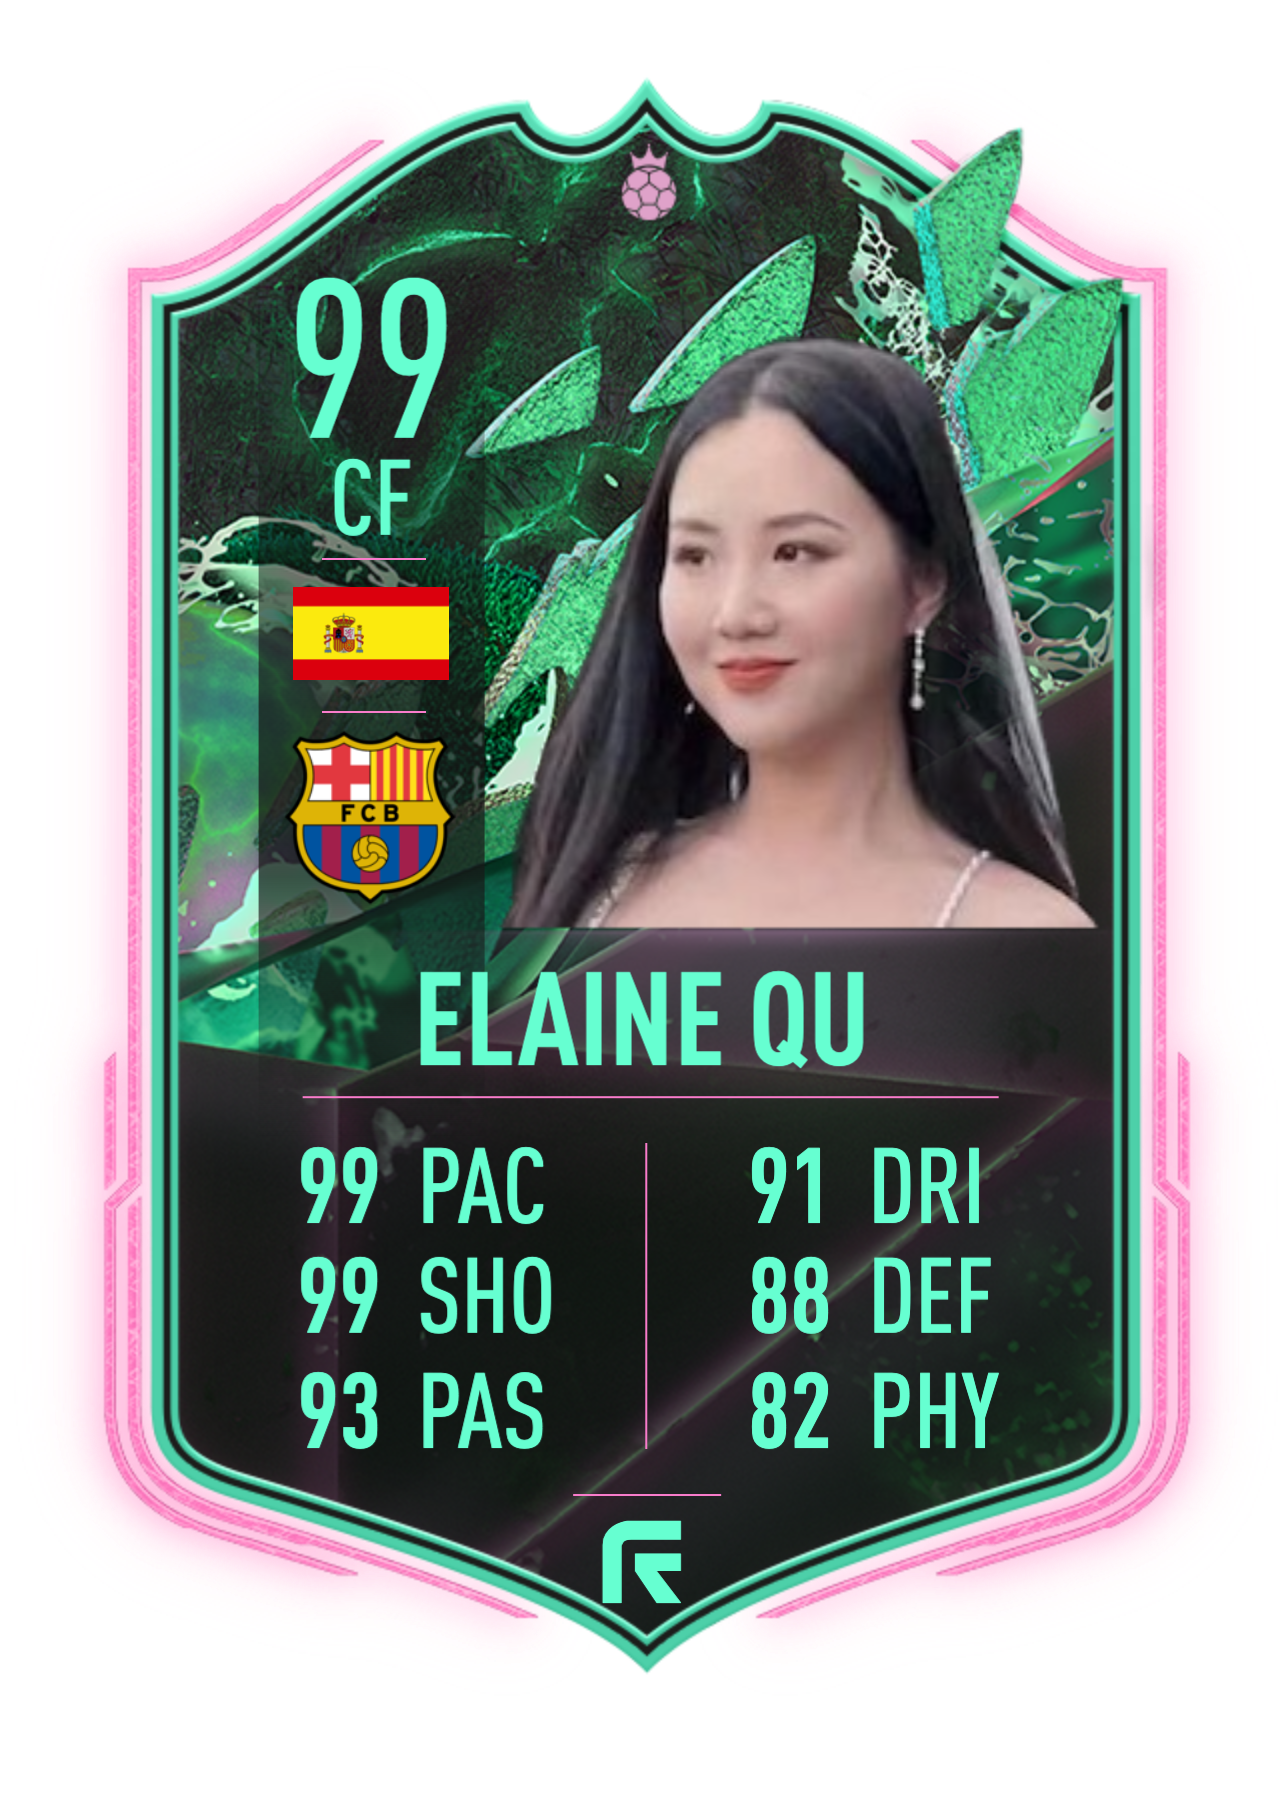 99
CF
FCB
ELAINE QU
99 PAC 91 DRI
99 SHO 88 DEF
93 PAS 82 PHY